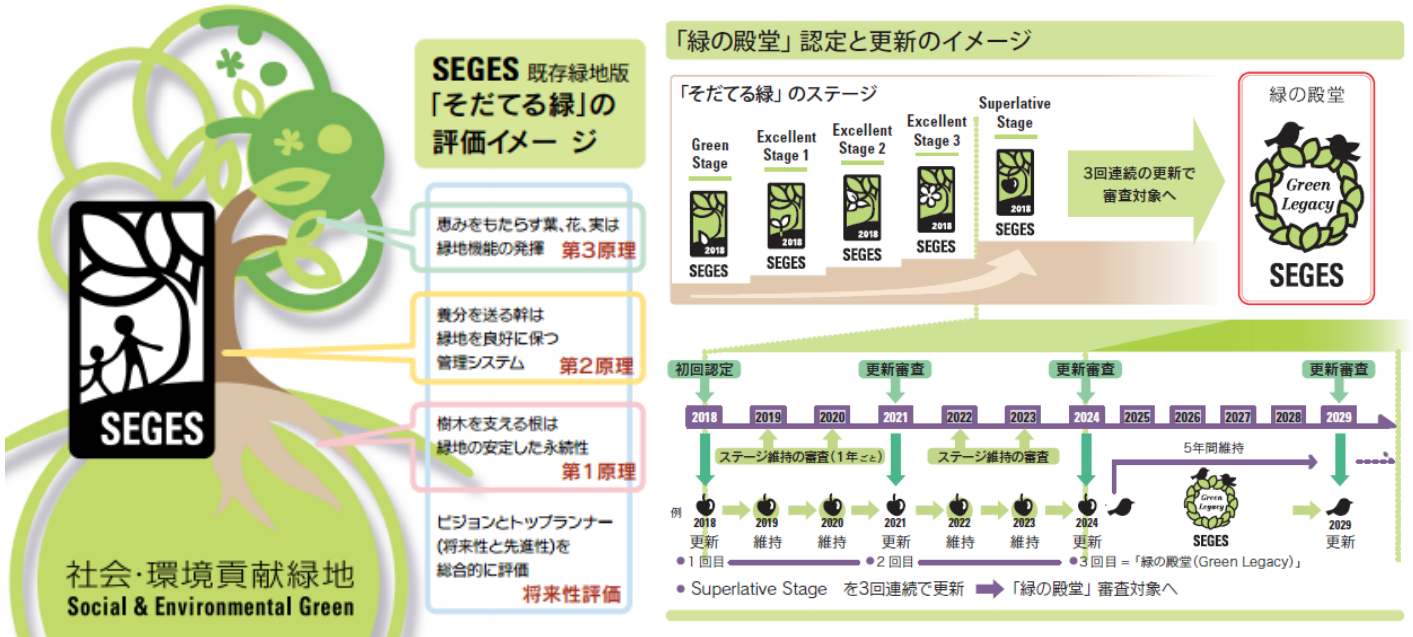 SEGES 既存緑地版
「そだてる緑」の
評価イメー ジ
恵みをもたらす葉、花、実は
緑地機能の発揮 第3原理
養分を送る幹は
緑地を良好に保つ
管理システム 第2原理
樹木を支える根は
緑地の安定した永続性
第1原理
ビジョンとトップランナー
(将来性と先進性)を
総合的に評価
将来性評価
SEGES
社会・環境貢献緑地
Social & Environmental Green
「緑の殿堂」認定と更新のイメージ
「そだてる緑」のステージ
Green
Stage
2018
SEGES
Excellent
Stage 1
2018
SEGES
Excellent
Stage 2
2018
SEGES
Excellent
Stage 3
2018
SEGES
Superlative
Stage
2018
SEGES
3回連続の更新で
審査対象へ
緑の殿堂
Green
Legacy
SEGES
初回認定 更新審査 更新審査 更新審査
2018 2019 2020 2021 2022 2023 2024 2025 2026 2027 2028 2029
ステージ維持の審査(1年ごと) ステージ維持の審査
5年間維持
例
Green
Legacy
SEGES
2018 2019 2020 2021 2022 2023 2024 2029
更新 維持 維持 更新 維持 維持 更新 更新
●1回目 ●2回目 ●3回目=「緑の殿堂(Green Legacy)」
● Superlative Stage を3回連続で更新 ➡ 「緑の殿堂」審査対象へ